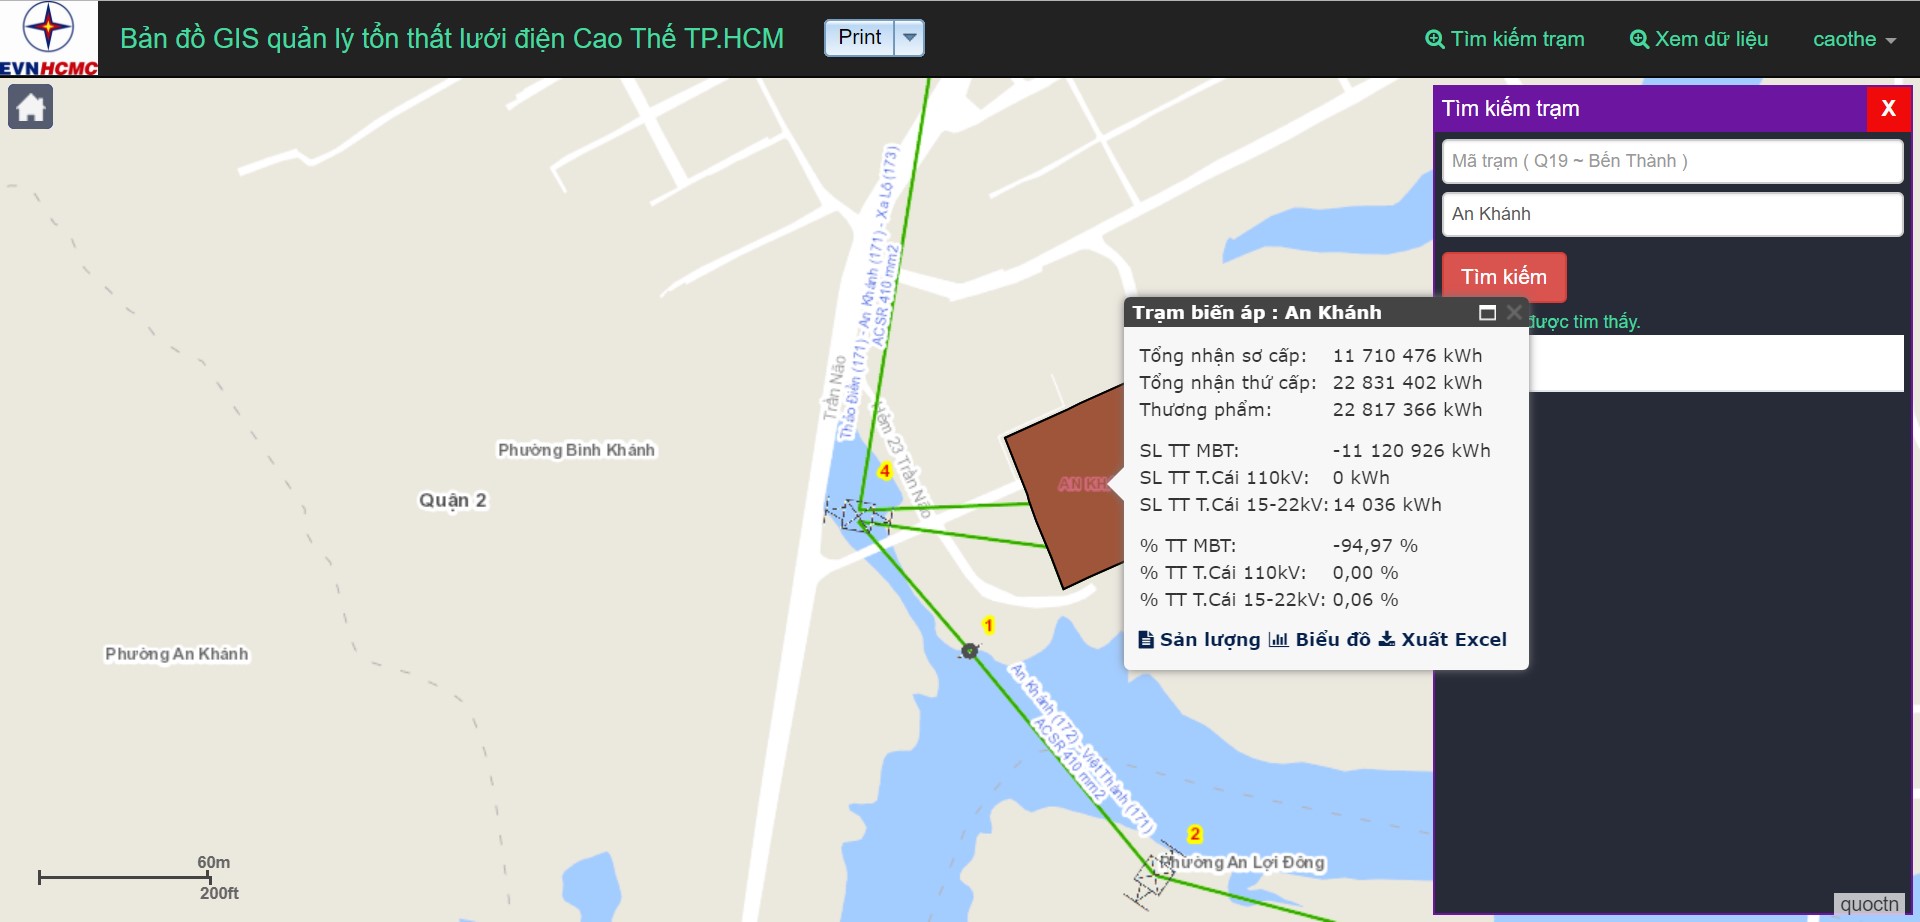 EVNHCMC
Bản đồ GIS quản lý tổn thất lưới điện Cao Thế TP.HCM
Print
Tìm kiếm trạm
Xem dữ liệu
caothe
Tìm kiếm trạm
X
Mã trạm ( Q19 ~ Bến Thành )
An Khánh
Tìm kiếm
được tìm thấy.
Trạm biến áp : An Khánh
Tổng nhận sơ cấp: 11 710 476 kWh
Tổng nhận thứ cấp: 22 831 402 kWh
Thương phẩm: 22 817 366 kWh
SL TT MBT: -11 120 926 kWh
SL TT T.Cái 110kV: 0 kWh
SL TT T.Cái 15-22kV: 14 036 kWh
% TT MBT: -94,97 %
% TT T.Cái 110kV: 0,00 %
% TT T.Cái 15-22kV: 0,06 %
Sản lượng Biểu đồ Xuất Excel
Thảo Điền (171) - An Khánh (171) - Xa Lộ (173)
ACSR 410 mm2
Trần Não
Hẻm 23 Trần Não
AN KH
Phường Bình Khánh
4
Quận 2
1
Phường An Khánh
An Khánh (172) - Việt Thành (171)
ACSR 410 mm2
2
Phường An Lợi Đông
60m
200ft
quoctn